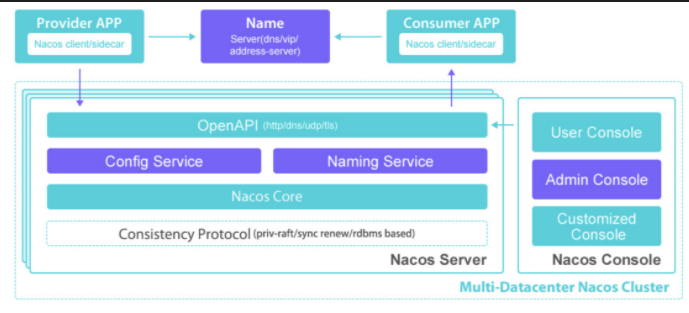 Provider APP
Nacos client/sidecar
Name
Server(dns/vip/
address-server)
Consumer APP
Nacos client/sidecar
OpenAPI (http/dns/udp/tls)
Config Service
Naming Service
Nacos Core
Consistency Protocol (priv-raft/sync renew/rdbms based)
Nacos Server
User Console
Admin Console
Customized
Console
Nacos Console
Multi-Datacenter Nacos Cluster